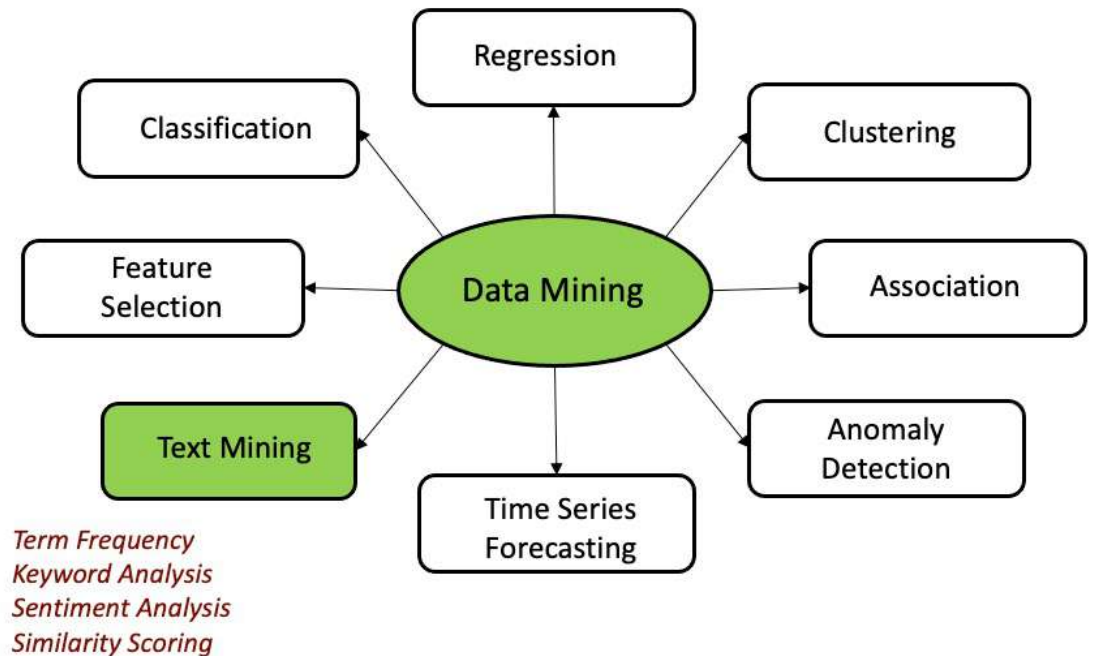 Regression
Classification
Clustering
Feature
Selection
Data Mining
Association
Text Mining
Anomaly
Detection
Time Series
Forecasting
Term Frequency
Keyword Analysis
Sentiment Analysis
Similarity Scoring